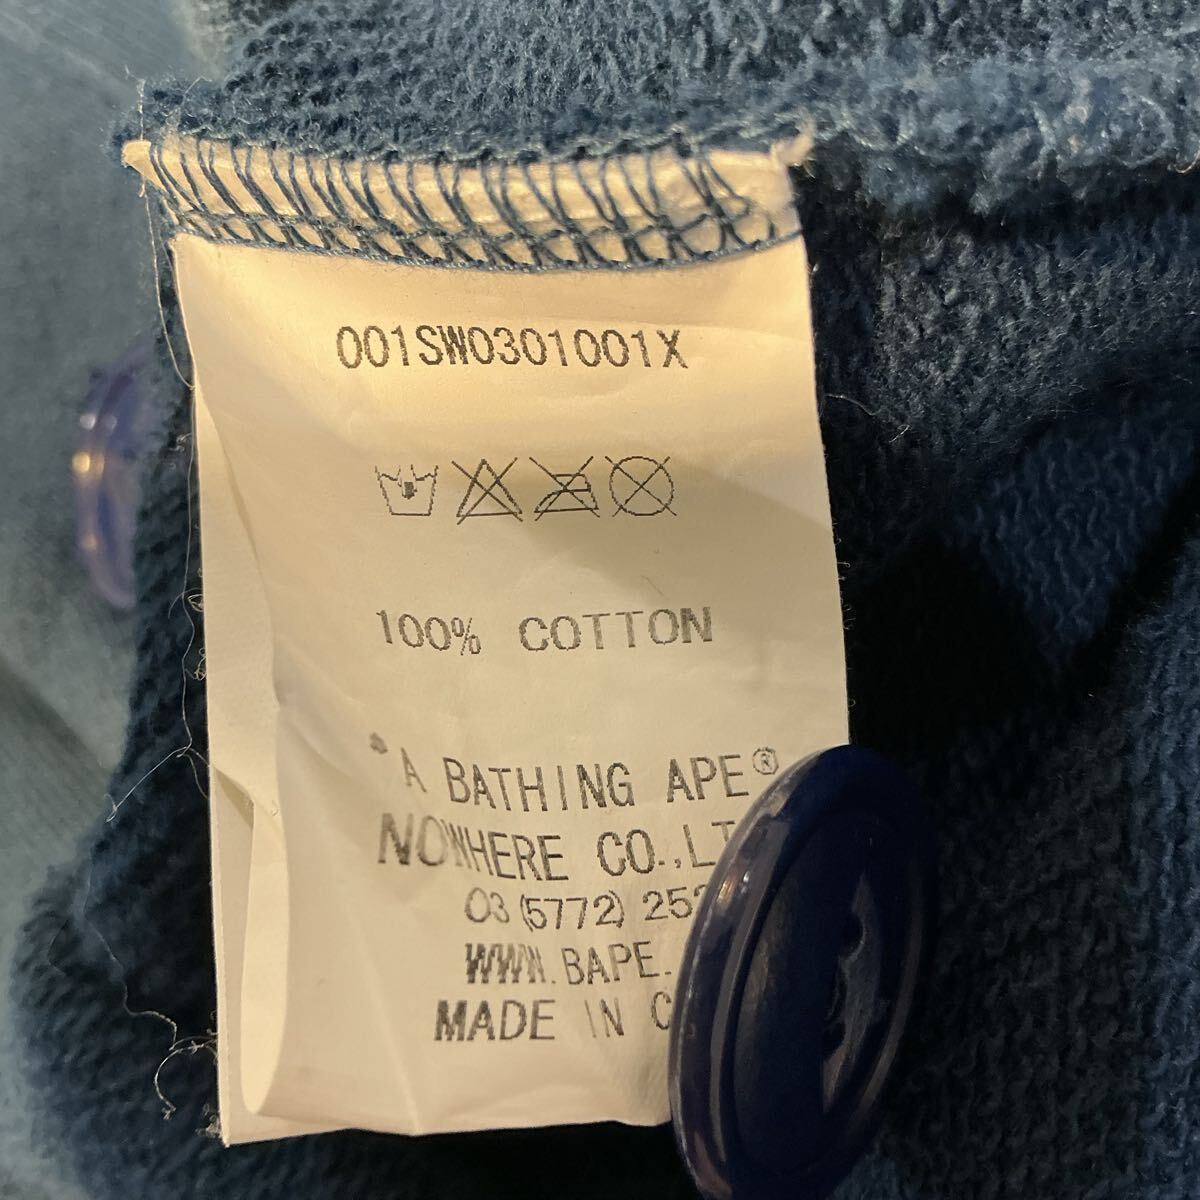 001SW0301001X
100% COTTON
*A BATHING APE®
NOWHERE CO.,LT
03(5772)252
WWW.BAPE.
MADE IN C